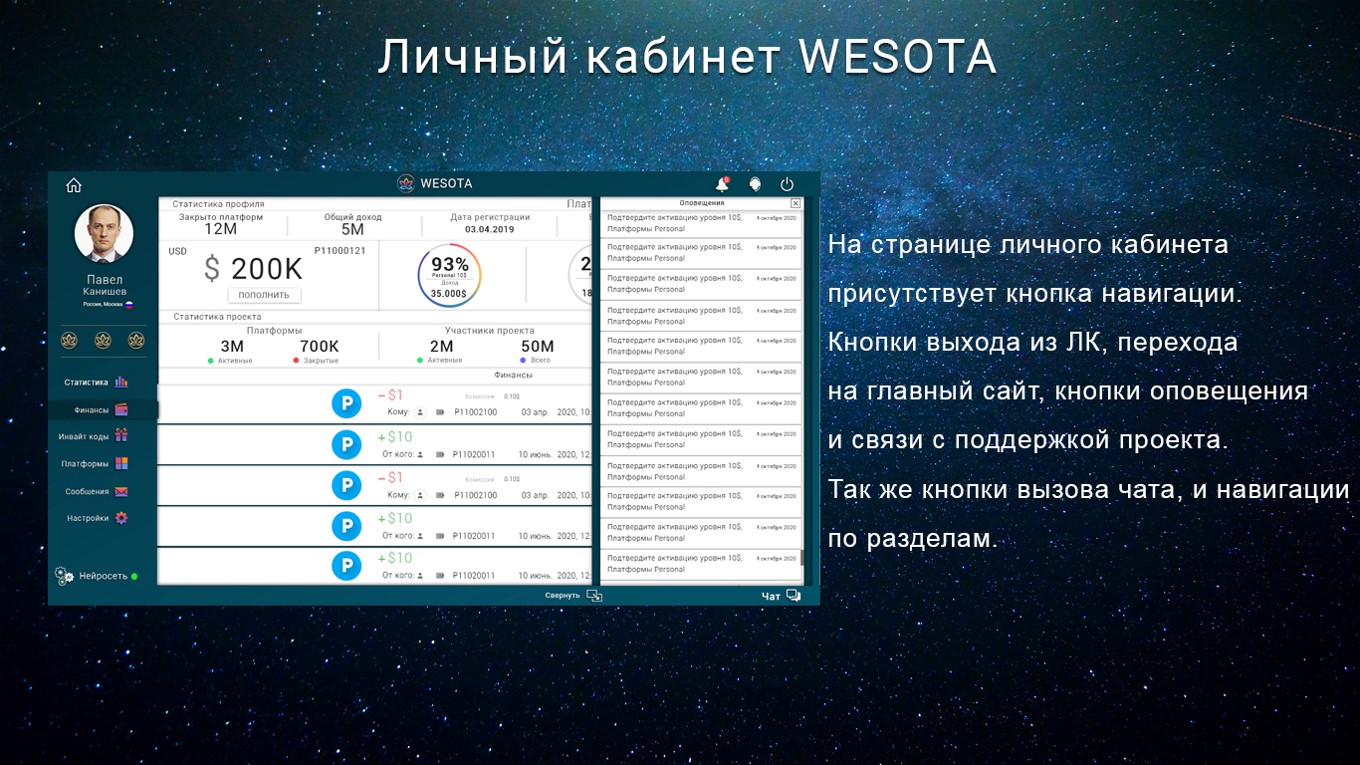 Личный кабинет WESOTA
WESOTA
Павел
Канишев
Россия, Москва
Статистика
Финансы
Инвайт коды
Платформы
Сообщения
Настройки
Нейросеть
Статистика профиля
Плат
Закрыто платформ
12M
Общий доход
5M
Дата регистрации
03.04.2019
USD
P11000121
$ 200K
ПОПОЛНИТЬ
93%
Personal 10$
Доход
35.000$
2
18
Статистика проекта
Платформы
Участники проекта
3M
Активные
700K
Закрытые
2M
Активные
50M
Всего
Финансы
P
– $1
Комиссия 0.10$
Кому: P11002100 03 апр. 2020, 10:
P
+ $10
От кого: P11020011 10 июнь. 2020, 12:
P
– $1
Комиссия 0.10$
Кому: P11002100 03 апр. 2020, 10:
P
+ $10
От кого: P11020011 10 июнь. 2020, 12:
P
+ $10
От кого: P11020011 10 июнь. 2020, 12:
Оповещения
Подтвердите активацию уровня 10$, 4 октября 2020
Платформы Personal
Подтвердите активацию уровня 10$, 4 октября 2020
Платформы Personal
Подтвердите активацию уровня 10$, 4 октября 2020
Платформы Personal
Подтвердите активацию уровня 10$, 4 октября 2020
Платформы Personal
Подтвердите активацию уровня 10$, 4 октября 2020
Платформы Personal
Подтвердите активацию уровня 10$, 4 октября 2020
Платформы Personal
Подтвердите активацию уровня 10$, 4 октября 2020
Платформы Personal
Подтвердите активацию уровня 10$, 4 октября 2020
Платформы Personal
Подтвердите активацию уровня 10$, 4 октября 2020
Платформы Personal
Подтвердите активацию уровня 10$, 4 октября 2020
Платформы Personal
Подтвердите активацию уровня 10$, 4 октября 2020
Платформы Personal
Подтвердите активацию уровня 10$, 4 октября 2020
Платформы Personal
Свернуть
Чат
На странице личного кабинета
присутствует кнопка навигации.
Кнопки выхода из ЛК, перехода
на главный сайт, кнопки оповещения
и связи с поддержкой проекта.
Так же кнопки вызова чата, и навигации
по разделам.